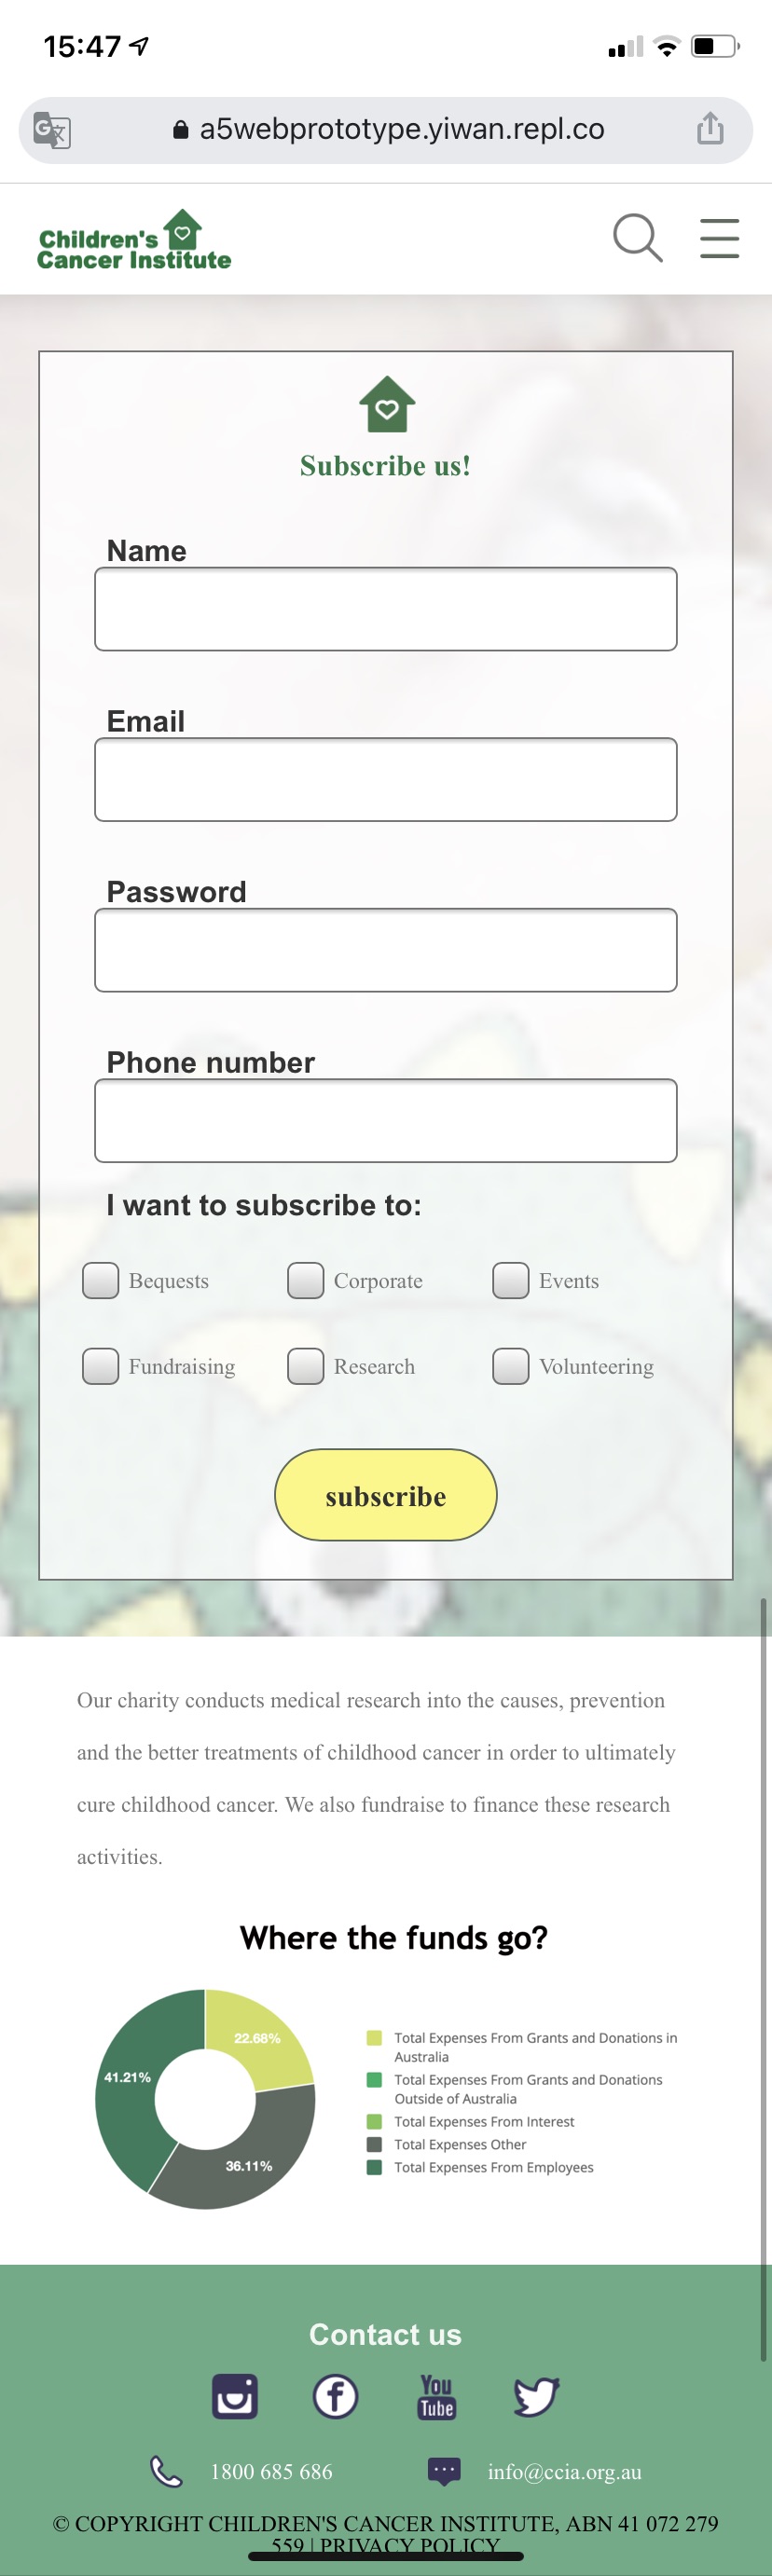 15:47
a5webprototype.yiwan.repl.co
Children's
Cancer Institute
Subscribe us!
Name
Email
Password
Phone number
I want to subscribe to:
Bequests Corporate Events
Fundraising Research Volunteering
subscribe
Our charity conducts medical research into the causes, prevention
and the better treatments of childhood cancer in order to ultimately
cure childhood cancer. We also fundraise to finance these research
activities.
Where the funds go?
22.68%
41.21%
36.11%
Total Expenses From Grants and Donations in
Australia
Total Expenses From Grants and Donations
Outside of Australia
Total Expenses From Interest
Total Expenses Other
Total Expenses From Employees
Contact us
You
Tube
1800 685 686 info@ccia.org.au
© COPYRIGHT CHILDREN'S CANCER INSTITUTE, ABN 41 072 279
559 | PRIVACY POLICY